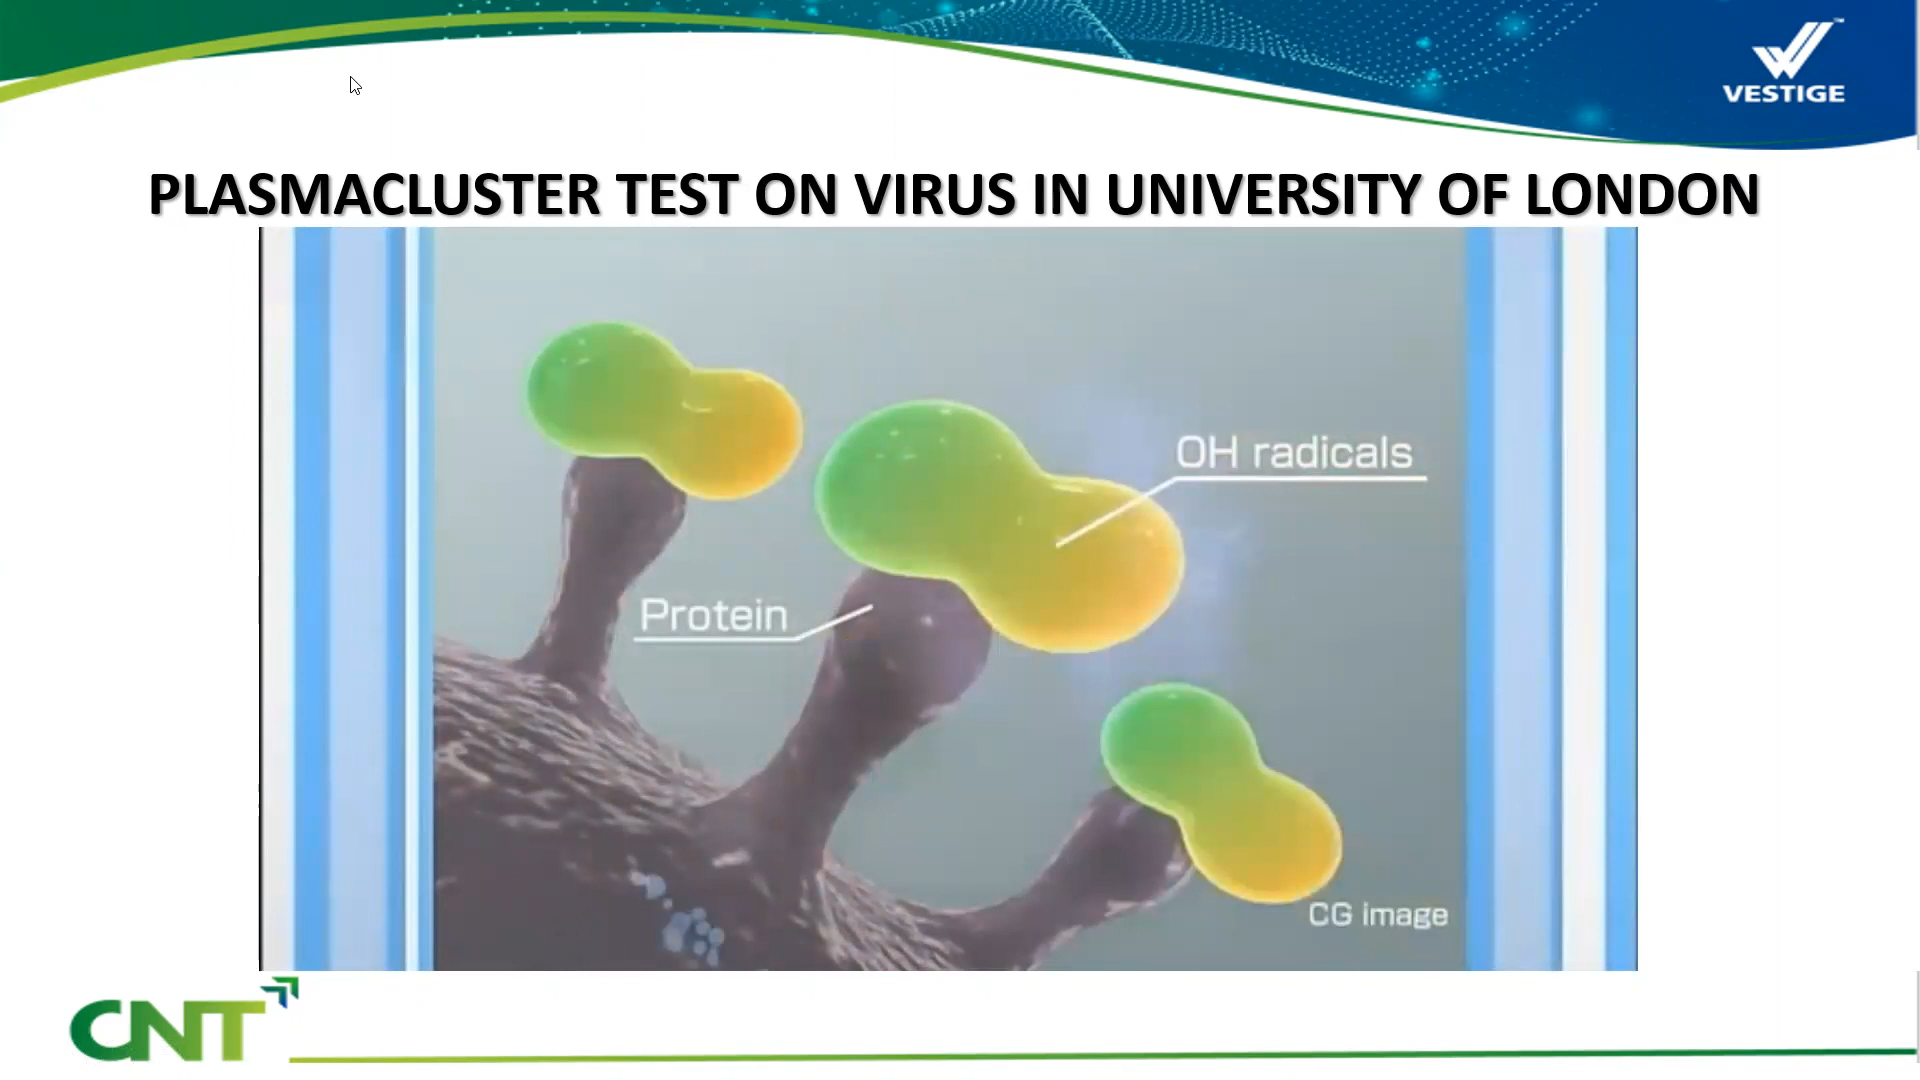 VESTIGE
PLASMACLUSTER TEST ON VIRUS IN UNIVERSITY OF LONDON
OH radicals
Protein
CG image
CNT